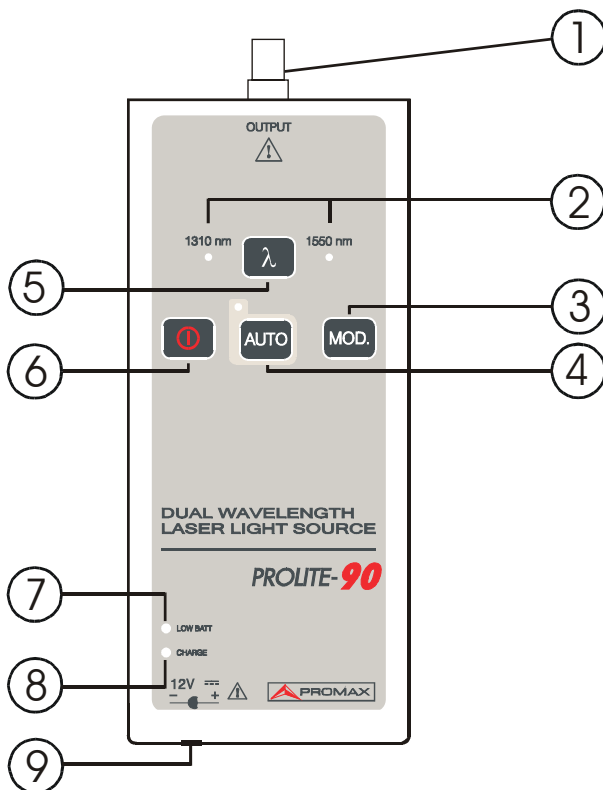 1
OUTPUT
2
1310 nm
1550 nm
λ
5
3
AUTO
MOD.
6
4
DUAL WAVELENGTH
LASER LIGHT SOURCE
PROLITE-90
7
LOW BATT
CHARGE
8
12V
- +
PROMAX
9